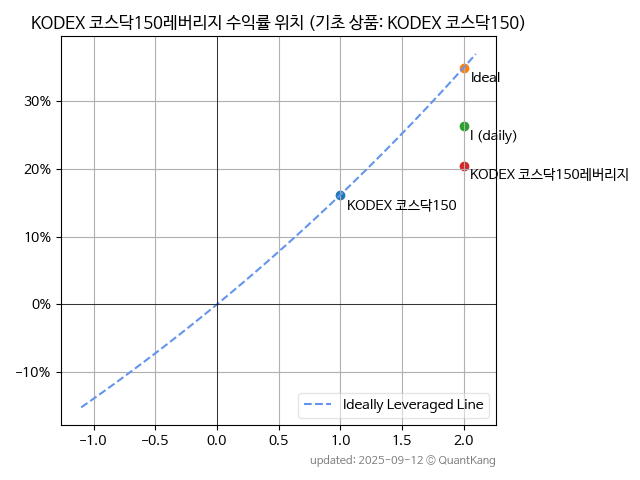 KODEX 코스닥150레버리지 수익률 위치 (기초 상품: KODEX 코스닥150)
30%
20%
10%
0%
−10%
Ideal
I (daily)
KODEX 코스닥150레버리지
KODEX 코스닥150
Ideally Leveraged Line
−1.0 −0.5 0.0 0.5 1.0 1.5 2.0
updated: 2025-09-12 © QuantKang